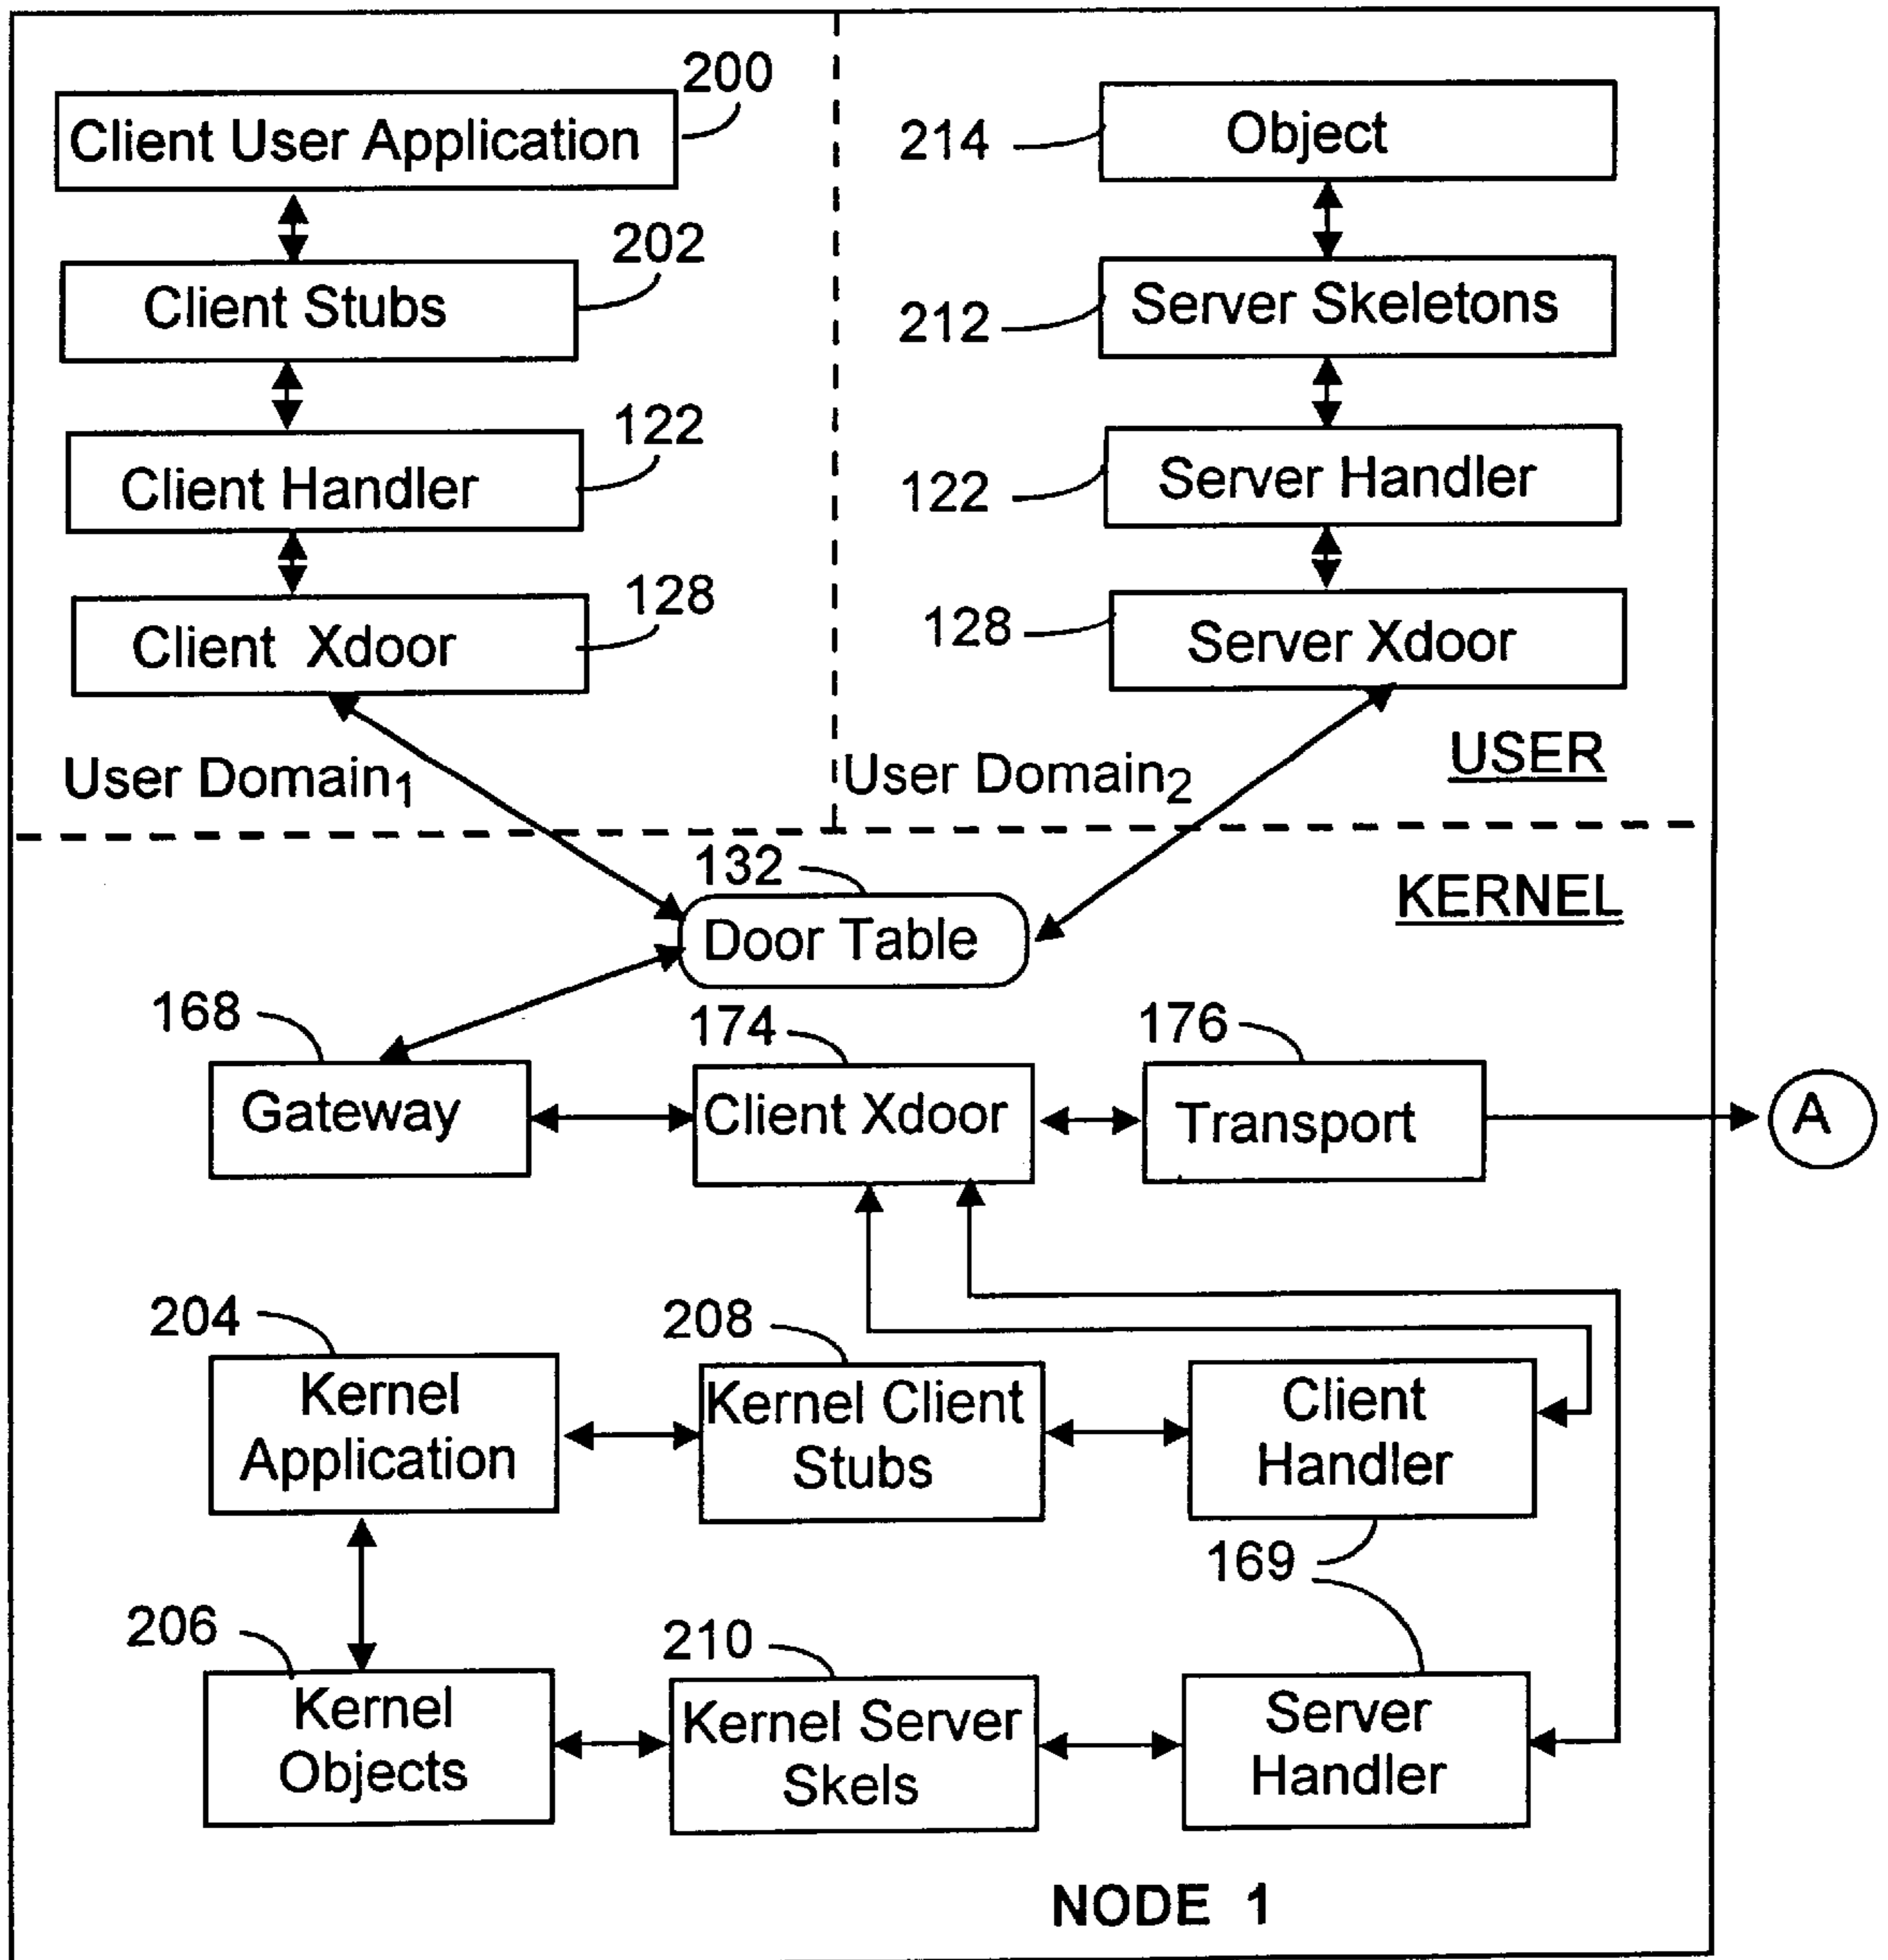 200
Client User Application
214
Object
202
Client Stubs
212
Server Skeletons
122
Client Handler
122
Server Handler
128
Client Xdoor
128
Server Xdoor
User Domain1
User Domain2
USER
132
Door Table
KERNEL
168
Gateway
174
Client Xdoor
176
Transport
A
204
Kernel
Application
208
Kernel Client
Stubs
Client
Handler
169
206
Kernel
Objects
210
Kernel Server
Skels
Server
Handler
NODE 1